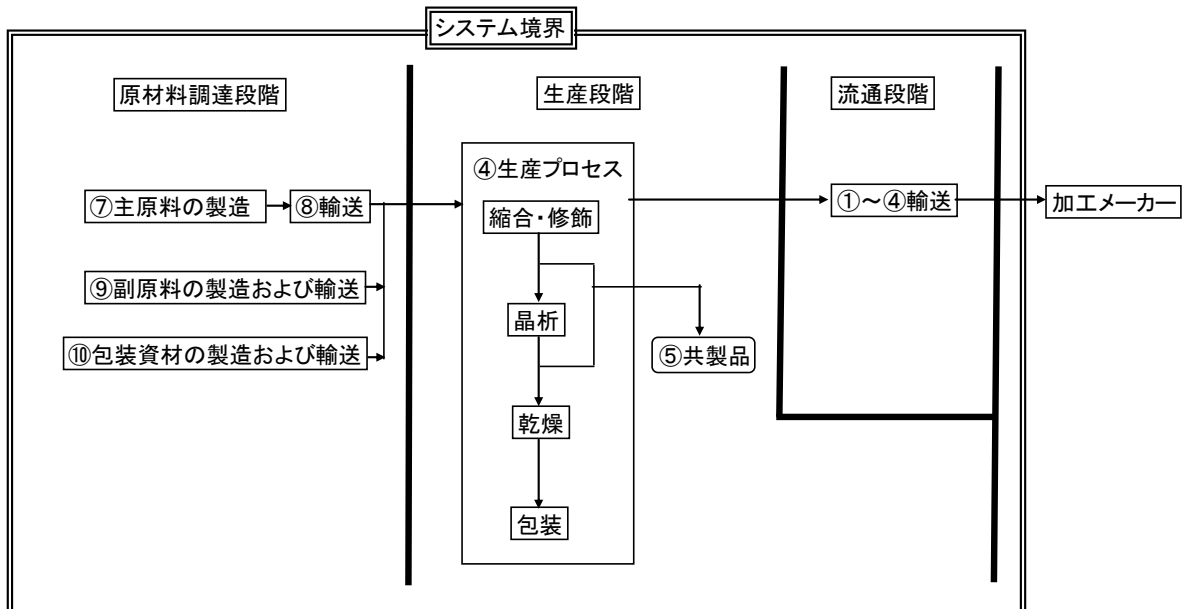 システム境界
原材料調達段階
生産段階
流通段階
⑦主原料の製造
⑧輸送
⑨副原料の製造および輸送
⑩包装資材の製造および輸送
④生産プロセス
縮合・修飾
晶析
乾燥
包装
⑤共製品
①～④輸送
加工メーカー